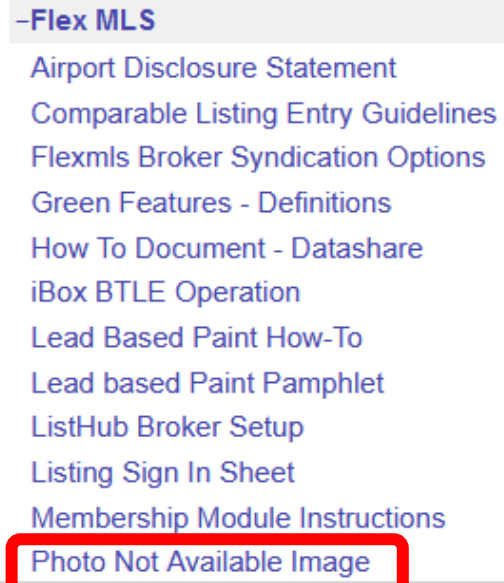 –Flex MLS
Airport Disclosure Statement
Comparable Listing Entry Guidelines
Flexmls Broker Syndication Options
Green Features - Definitions
How To Document - Datashare
iBox BTLE Operation
Lead Based Paint How-To
Lead based Paint Pamphlet
ListHub Broker Setup
Listing Sign In Sheet
Membership Module Instructions
Photo Not Available Image